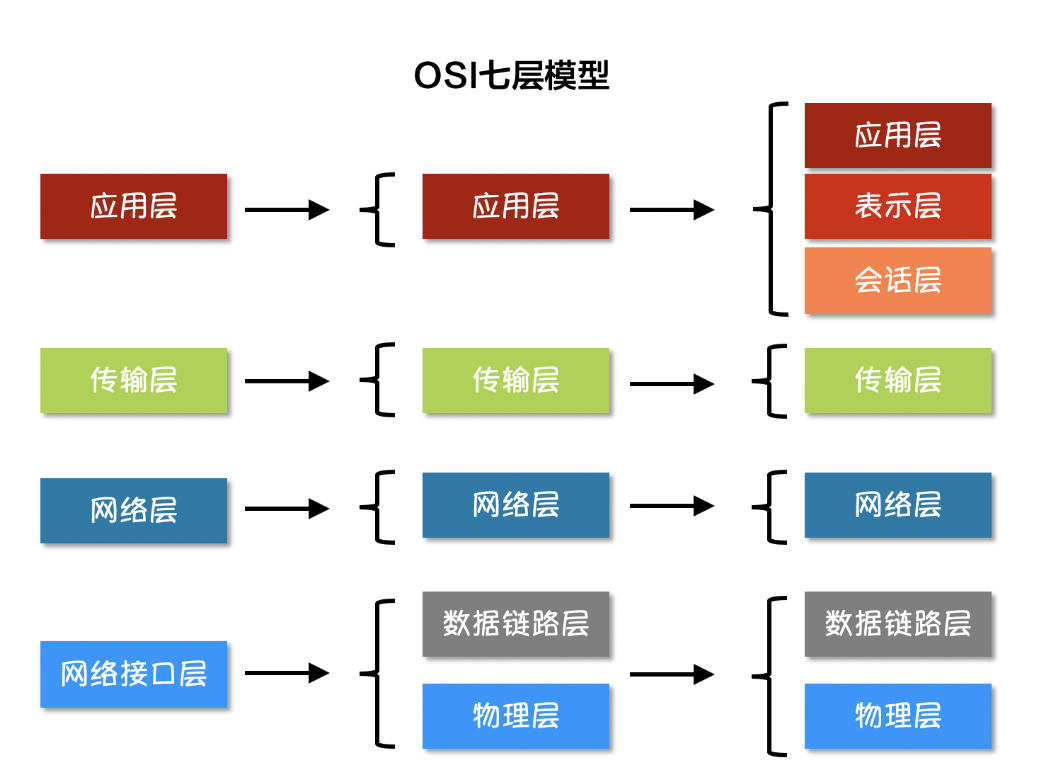 OSI七层模型
应用层
应用层
应用层
表示层
会话层
传输层
传输层
传输层
网络层
网络层
网络层
网络接口层
数据链路层
物理层
数据链路层
物理层